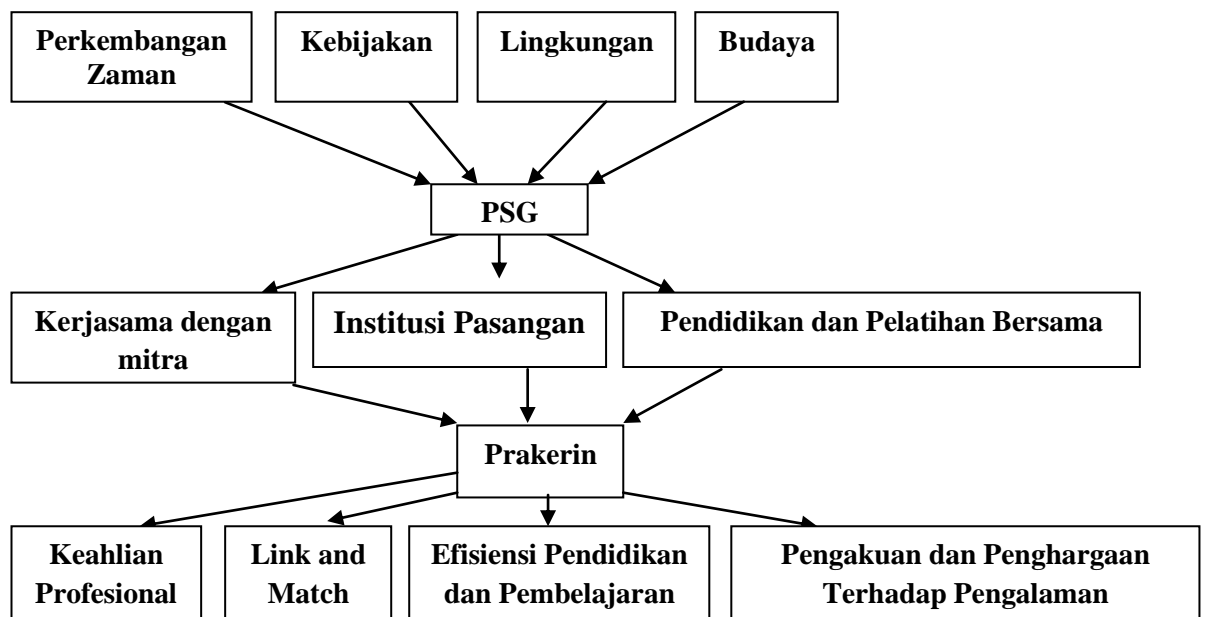 Perkembangan
Zaman
Kebijakan
Lingkungan
Budaya
PSG
Kerjasama dengan
mitra
Institusi Pasangan
Pendidikan dan Pelatihan Bersama
Prakerin
Keahlian
Profesional
Link and
Match
Efisiensi Pendidikan
dan Pembelajaran
Pengakuan dan Penghargaan
Terhadap Pengalaman